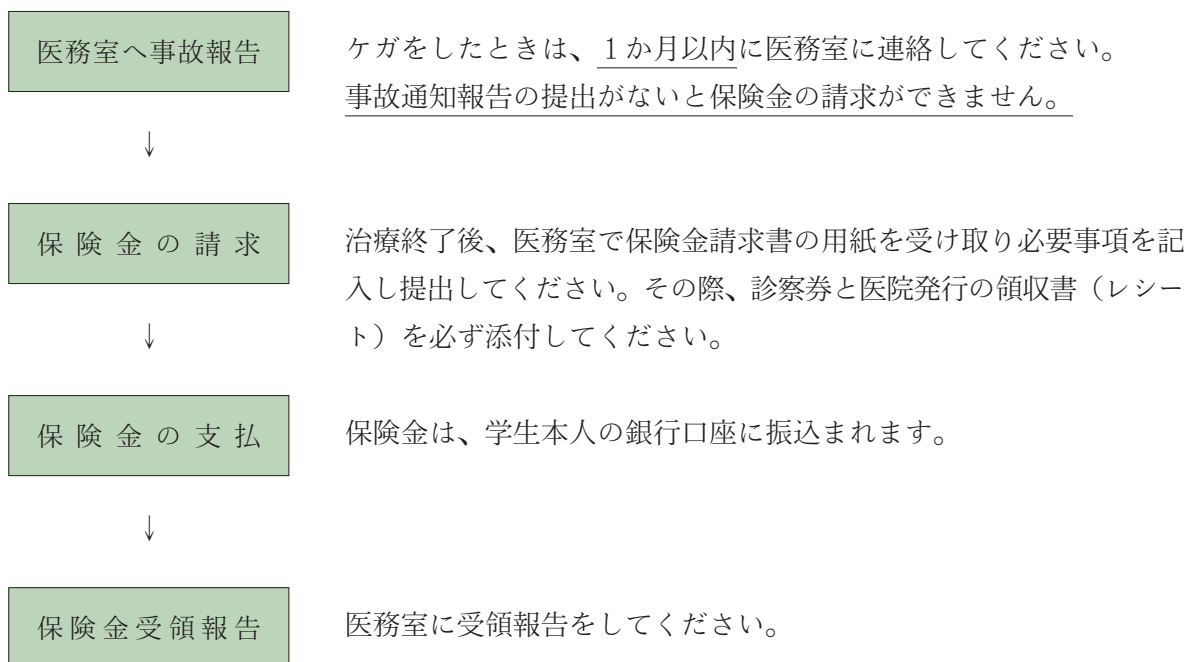 医務室へ事故報告
ケガをしたときは、１か月以内に医務室に連絡してください。
事故通知報告の提出がないと保険金の請求ができません。
↓
保険金の請求
治療終了後、医務室で保険金請求書の用紙を受け取り必要事項を記
入し提出してください。その際、診察券と医院発行の領収書（レシー
ト）を必ず添付してください。
↓
保険金の支払
保険金は、学生本人の銀行口座に振込まれます。
↓
保険金受領報告
医務室に受領報告をしてください。